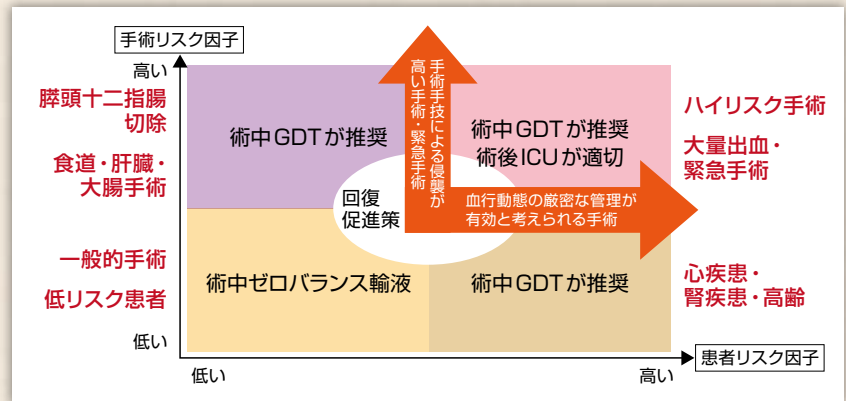 手術リスク因子
高い
膵頭十二指腸
切除
食道・肝臓・
大腸手術
一般的手術
低リスク患者
低い
術中GDTが推奨
手術手技による侵襲が
高い手術・緊急手術
術中GDTが推奨
術後ICUが適切
回復
促進策
血行動態の厳密な管理が
有効と考えられる手術
術中ゼロバランス輸液
術中GDTが推奨
ハイリスク手術
大量出血・
緊急手術
心疾患・
腎疾患・高齢
低い
高い
患者リスク因子